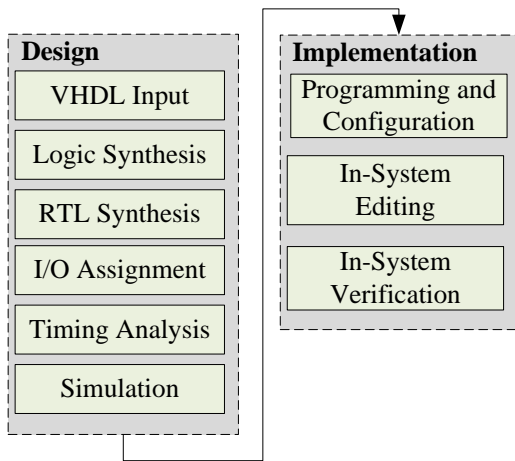 Design
VHDL Input
Logic Synthesis
RTL Synthesis
I/O Assignment
Timing Analysis
Simulation
Implementation
Programming and
Configuration
In-System
Editing
In-System
Verification